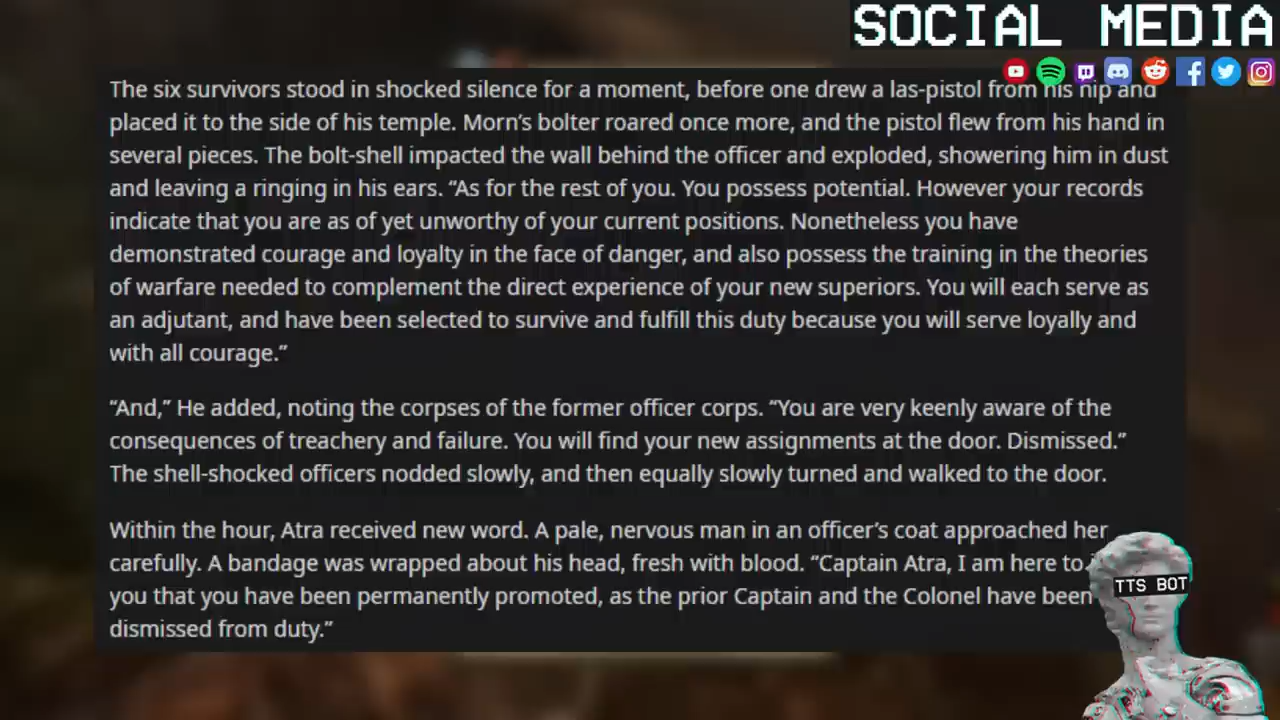 SOCIAL MEDIA
The six survivors stood in shocked silence for a moment, before one drew a las-pistol from his hip and
placed it to the side of his temple. Morn’s bolter roared once more, and the pistol flew from his hand in
several pieces. The bolt-shell impacted the wall behind the officer and exploded, showering him in dust
and leaving a ringing in his ears. “As for the rest of you. You possess potential. However your records
indicate that you are as of yet unworthy of your current positions. Nonetheless you have
demonstrated courage and loyalty in the face of danger, and also possess the training in the theories
of warfare needed to complement the direct experience of your new superiors. You will each serve as
an adjutant, and have been selected to survive and fulfill this duty because you will serve loyally and
with all courage.”
“And,” He added, noting the corpses of the former officer corps. “You are very keenly aware of the
consequences of treachery and failure. You will find your new assignments at the door. Dismissed.”
The shell-shocked officers nodded slowly, and then equally slowly turned and walked to the door.
Within the hour, Atra received new word. A pale, nervous man in an officer’s coat approached her
carefully. A bandage was wrapped about his head, fresh with blood. “Captain Atra, I am here to
you that you have been permanently promoted, as the prior Captain and the Colonel have been
dismissed from duty.”
TTS BOT